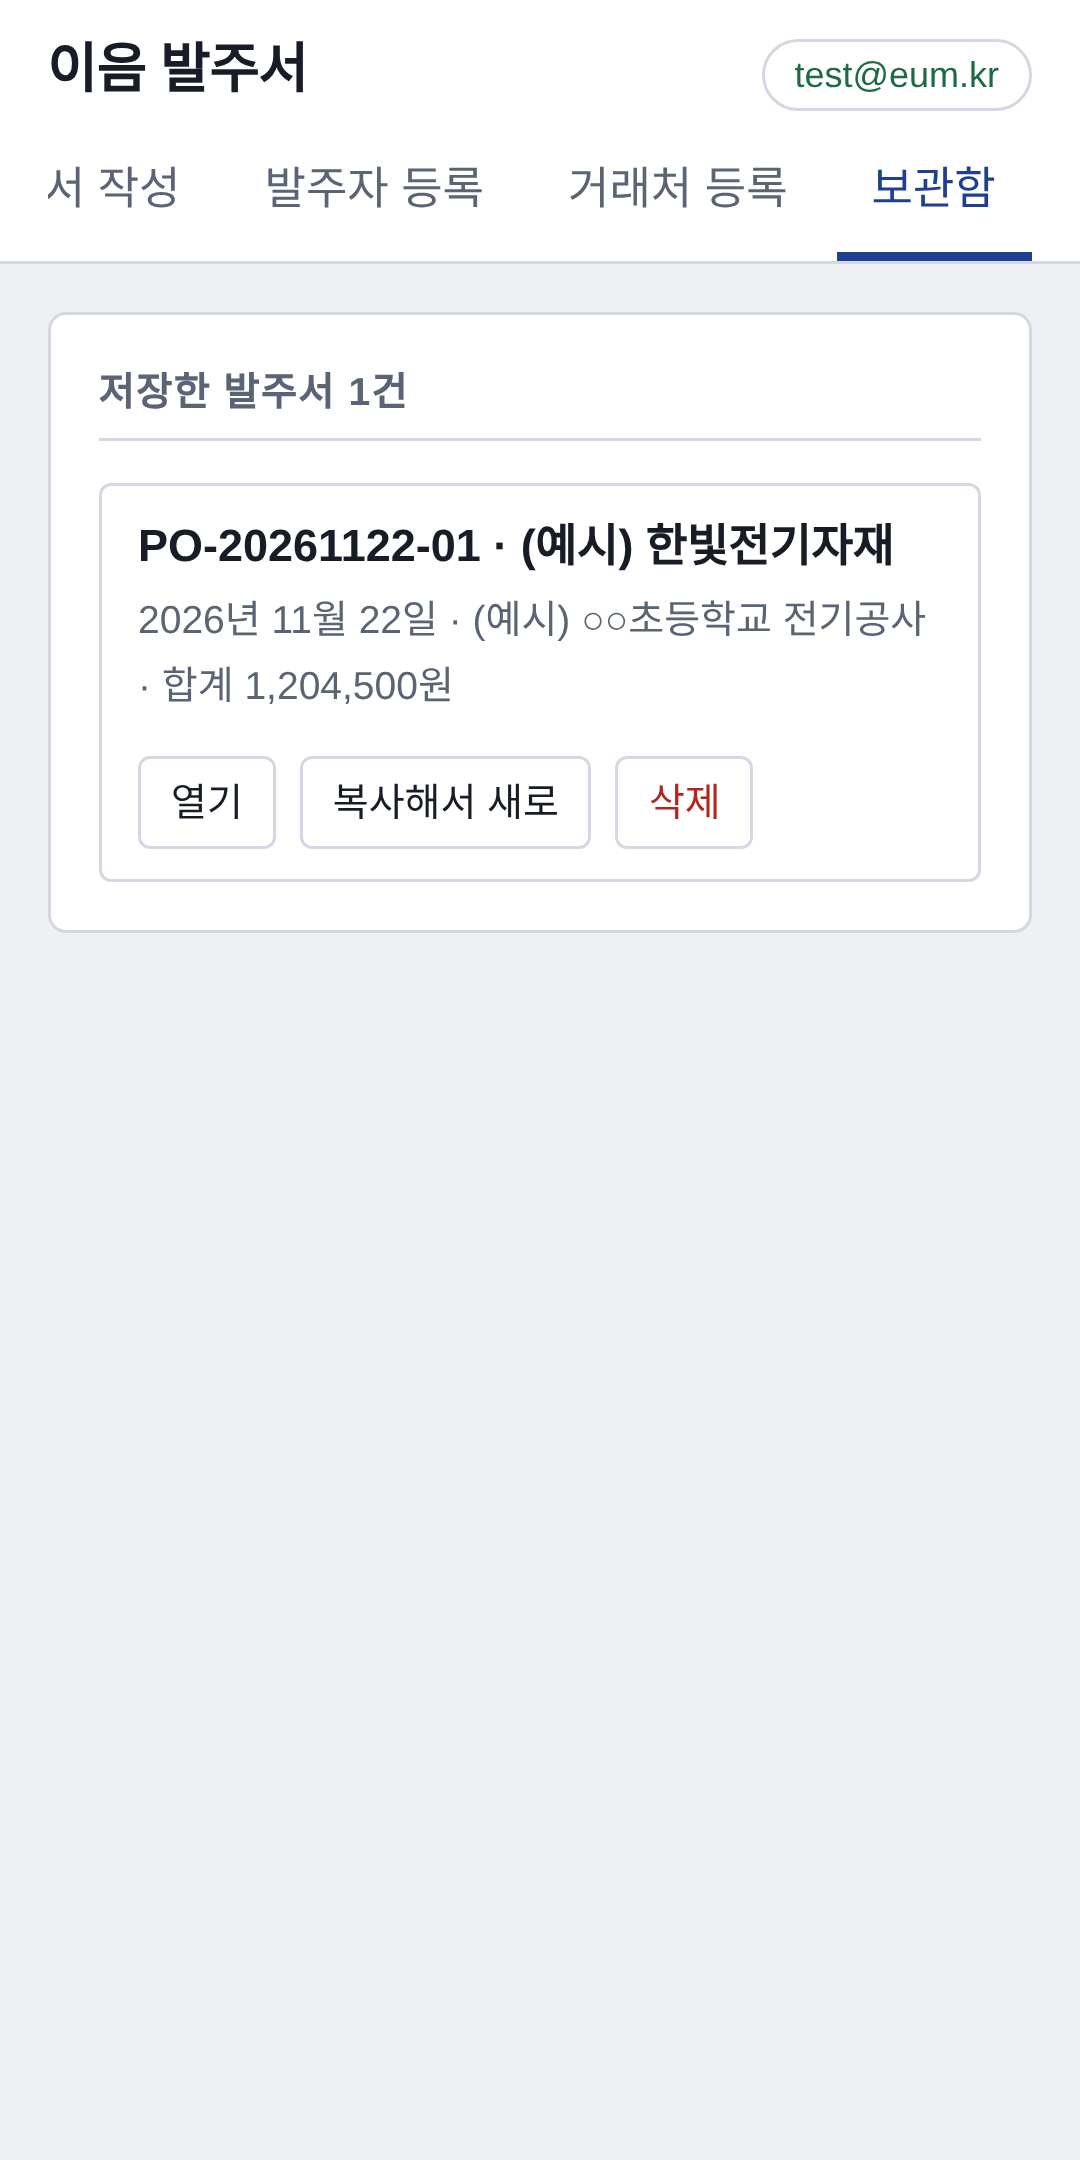 이음 발주서
test@eum.kr
서 작성 발주자 등록 거래처 등록 보관함
저장한 발주서 1건
PO-20261122-01 · (예시) 한빛전기자재
2026년 11월 22일 · (예시) ○○초등학교 전기공사
· 합계 1,204,500원
열기 복사해서 새로 삭제